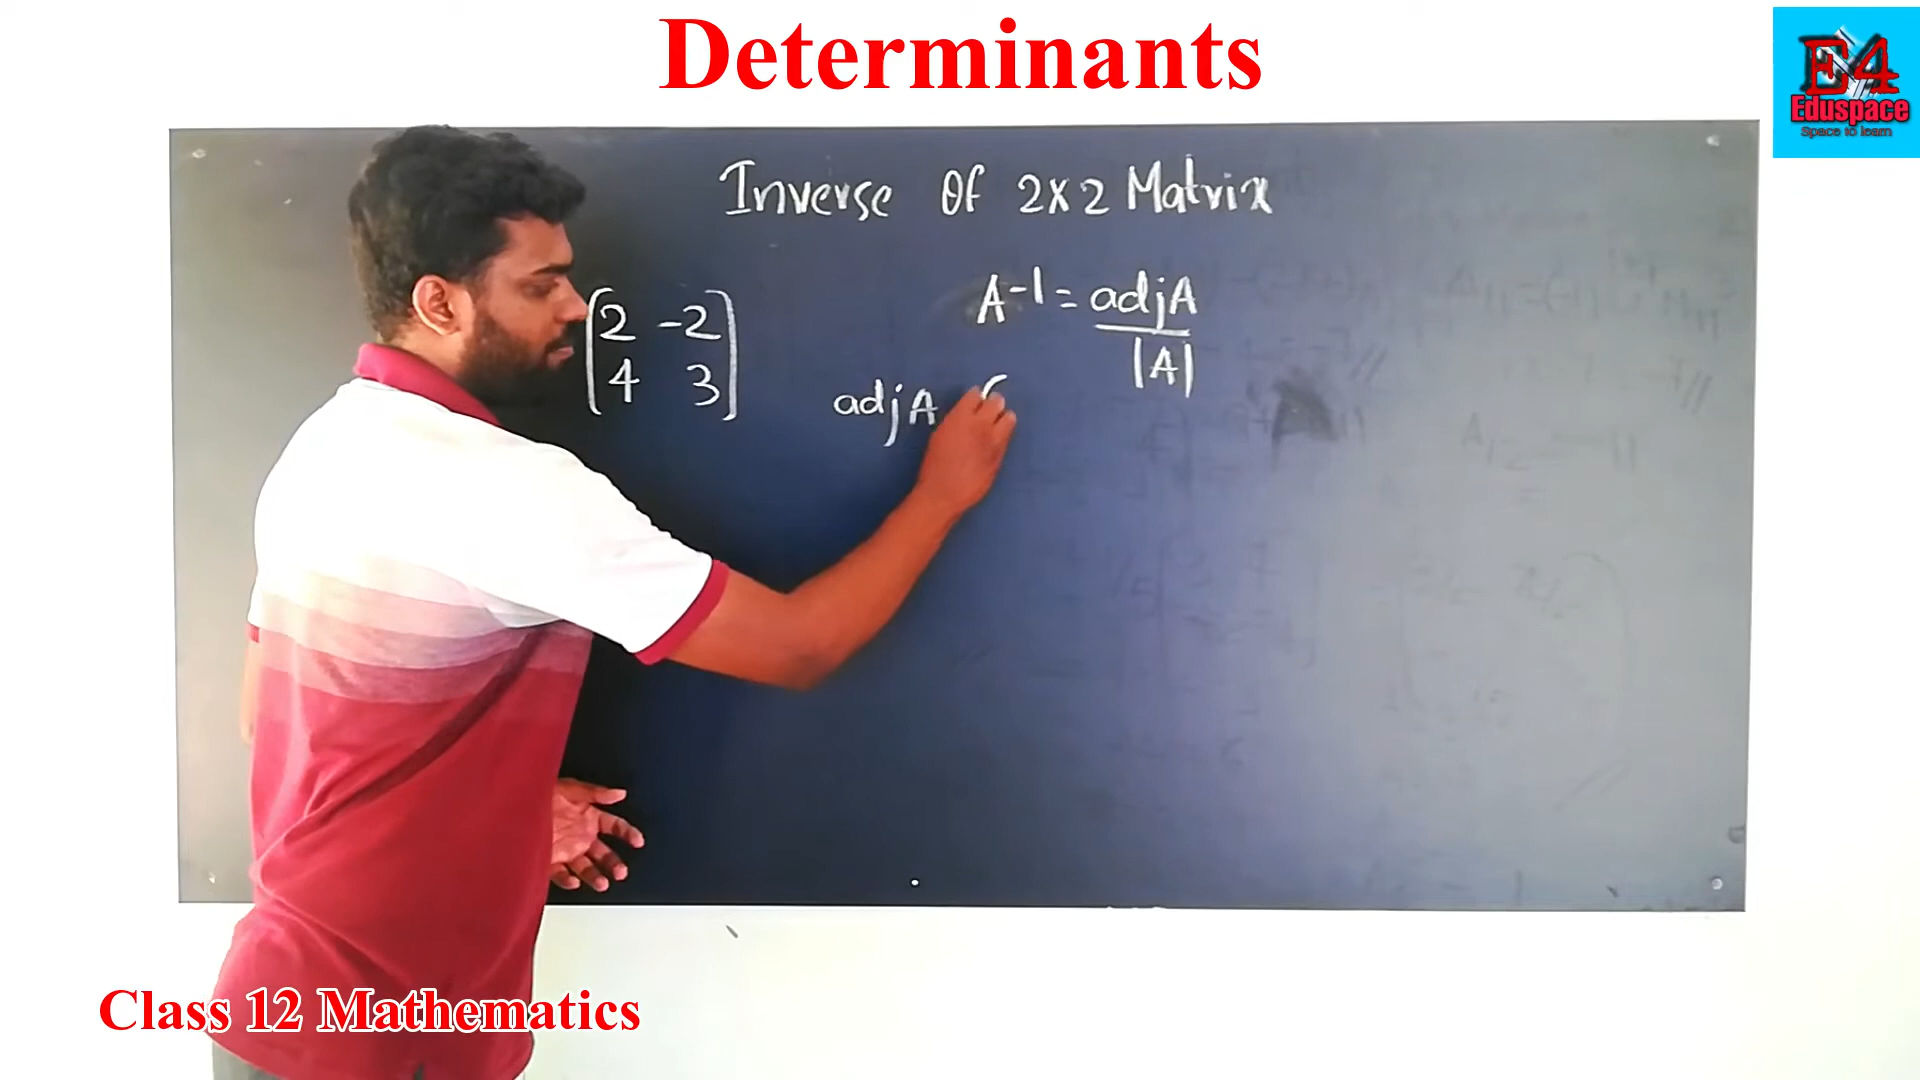 Determinants
E4
Eduspace
Space to learn
Inverse Of 2x2 Matrix
2 -2
4 3
A-1 = adjA
|A|
adjA
Class 12 Mathematics